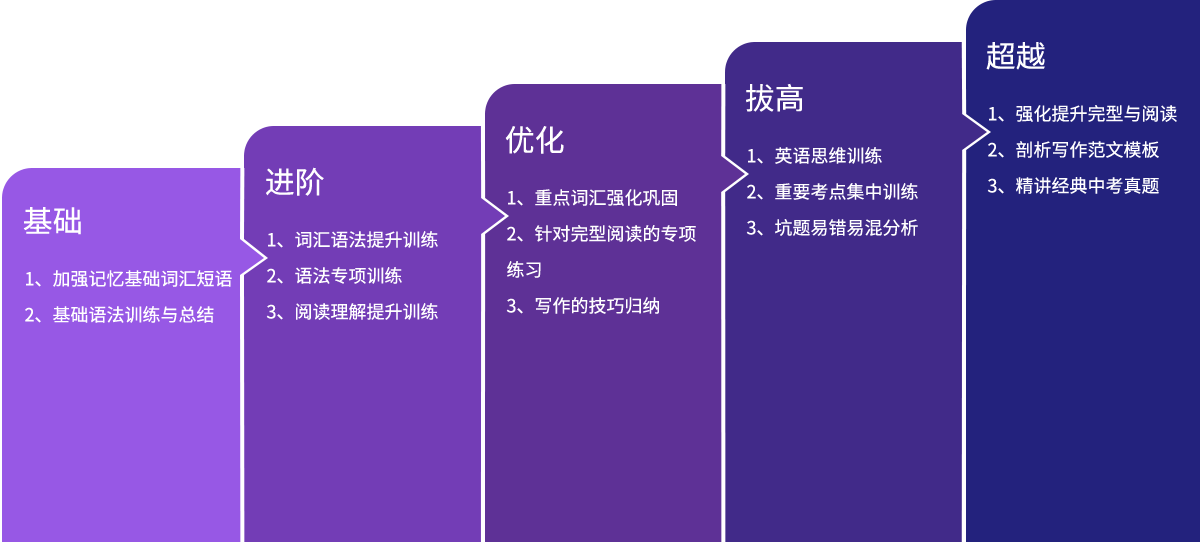 基础
1、加强记忆基础词汇短语
2、基础语法训练与总结
进阶
1、词汇语法提升训练
2、语法专项训练
3、阅读理解提升训练
优化
1、重点词汇强化巩固
2、针对完型阅读的专项
练习
3、写作的技巧归纳
拔高
1、英语思维训练
2、重要考点集中训练
3、坑题易错易混分析
超越
1、强化提升完型与阅读
2、剖析写作范文模板
3、精讲经典中考真题